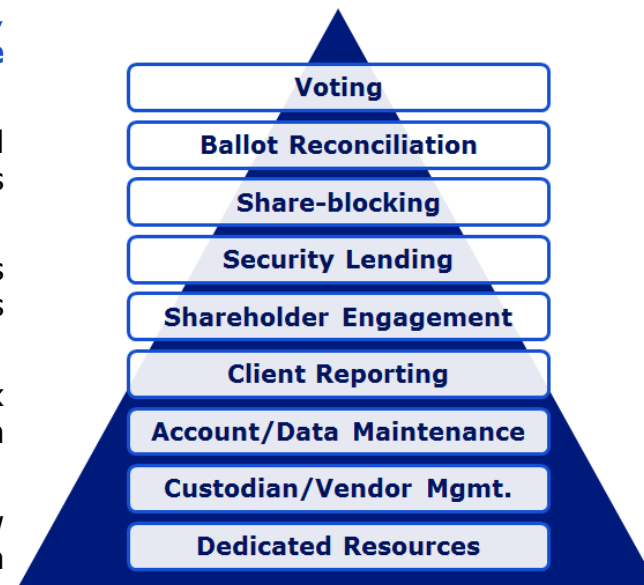 Voting
Ballot Reconciliation
Share-blocking
Security Lending
Shareholder Engagement
Client Reporting
Account/Data Maintenance
Custodian/Vendor Mgmt.
Dedicated Resources